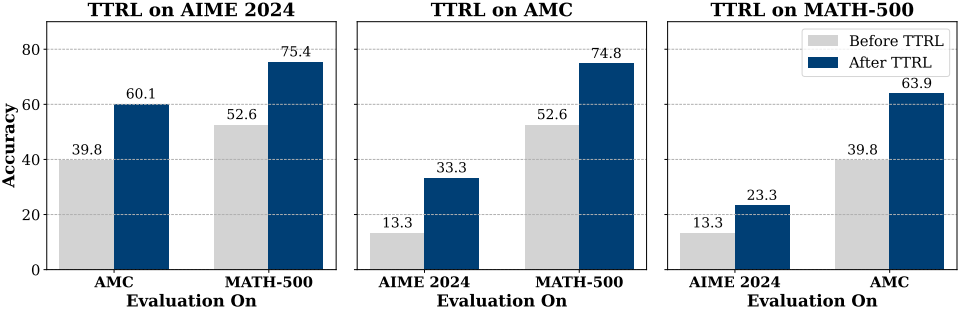 TTRL on AIME 2024
TTRL on AMC
TTRL on MATH-500
Accuracy
80
60
40
20
0
39.8
60.1
52.6
75.4
AMC
MATH-500
Evaluation On
13.3
33.3
52.6
74.8
AIME 2024
MATH-500
Evaluation On
Before TTRL
After TTRL
13.3
23.3
39.8
63.9
AIME 2024
AMC
Evaluation On